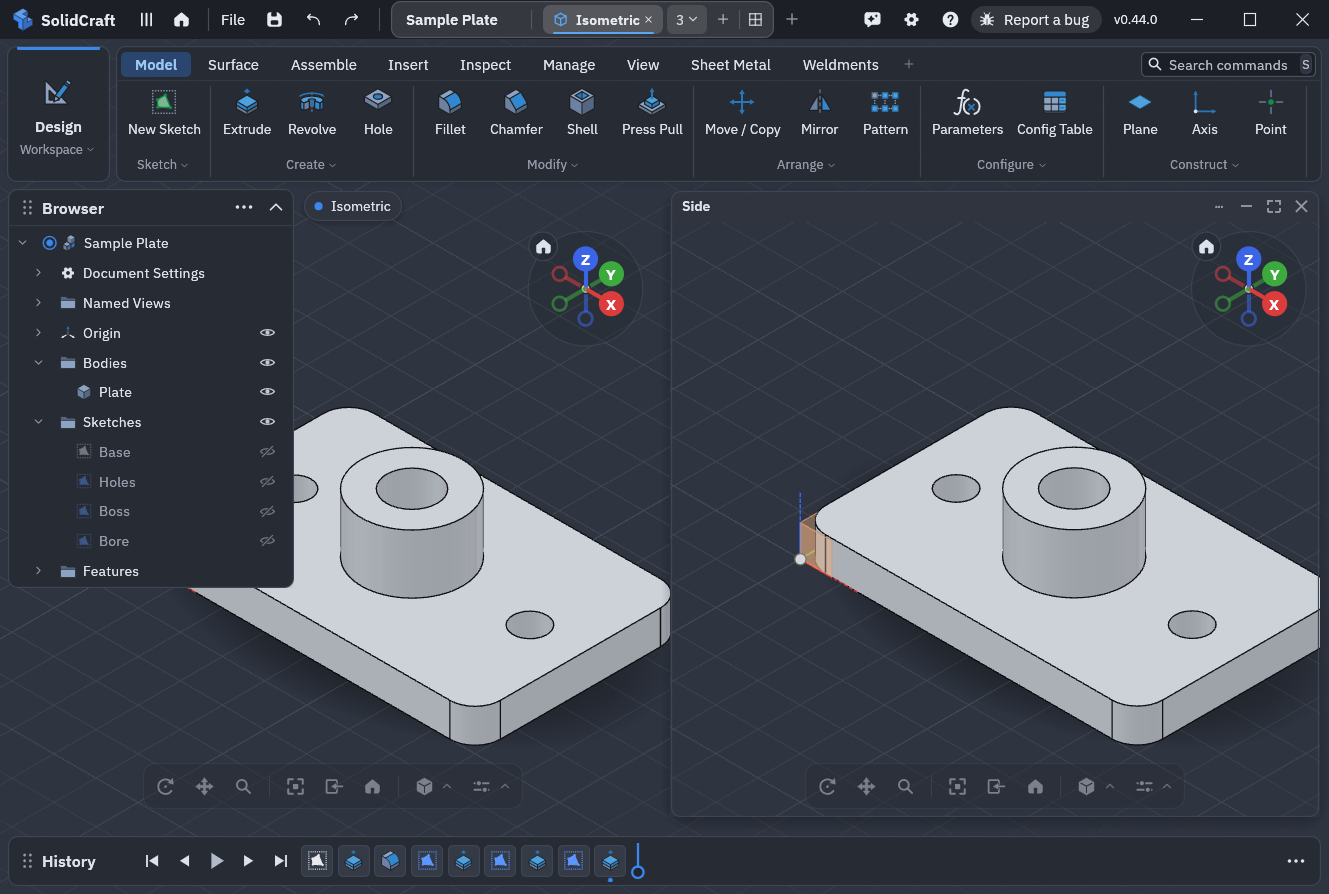 SolidCraft File Sample Plate Isometric × 3 Report a bug v0.44.0
Design
Workspace
Model Surface Assemble Insert Inspect Manage View Sheet Metal Weldments Search commands S
New Sketch Extrude Revolve Hole Fillet Chamfer Shell Press Pull Move / Copy Mirror Pattern Parameters Config Table Plane Axis Point
Sketch Create Modify Arrange Configure Construct
Browser
Sample Plate
Document Settings
Named Views
Origin
Bodies
Plate
Sketches
Base
Holes
Boss
Bore
Features
Isometric
Z
Y
X
Side
Z
Y
X
History